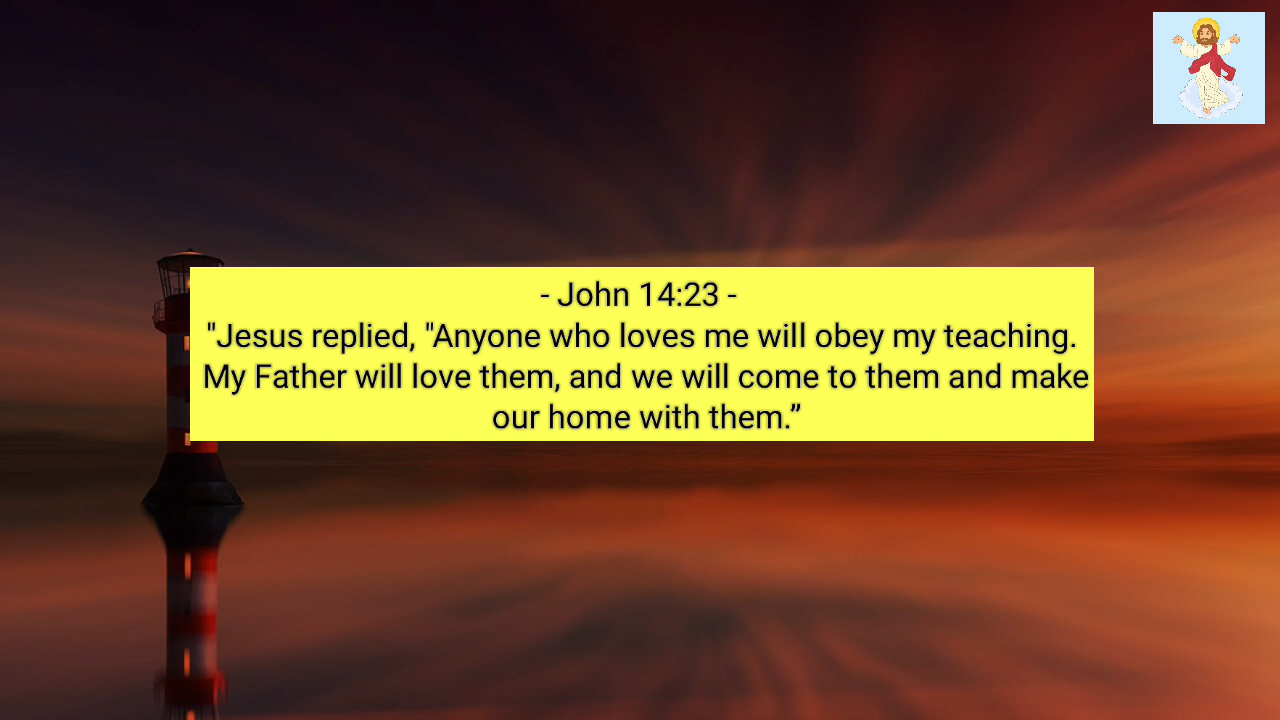 - John 14:23 -
"Jesus replied, "Anyone who loves me will obey my teaching.
My Father will love them, and we will come to them and make
our home with them.”